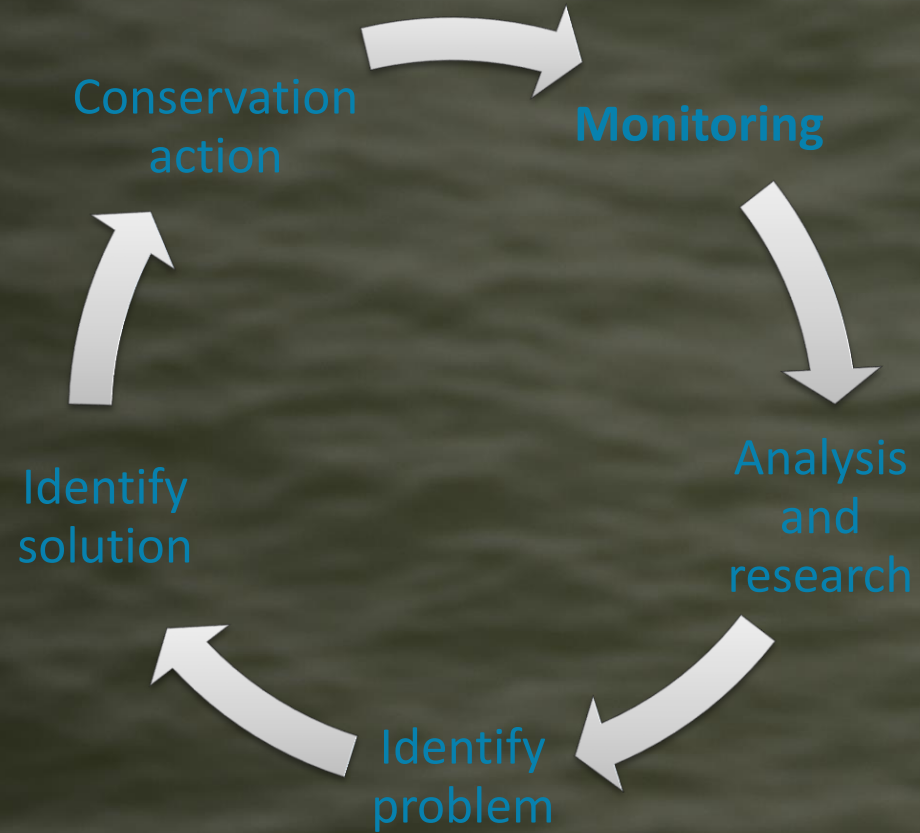 Conservation
action
Monitoring
Analysis
and
research
Identify
problem
Identify
solution